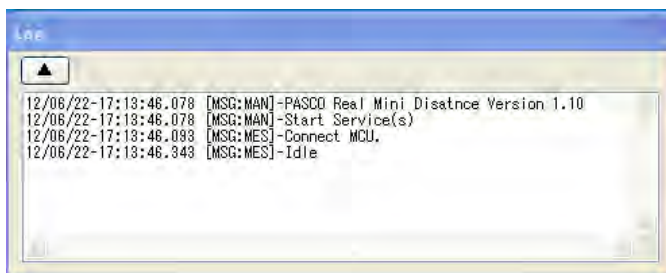 Log
12/06/22-17:13:46.078 [MSG:MAN]-PASCO Real Mini Disatnce Version 1.10
12/06/22-17:13:46.078 [MSG:MAN]-Start Service(s)
12/06/22-17:13:46.093 [MSG:MES]-Connect MCU.
12/06/22-17:13:46.343 [MSG:MES]-Idle